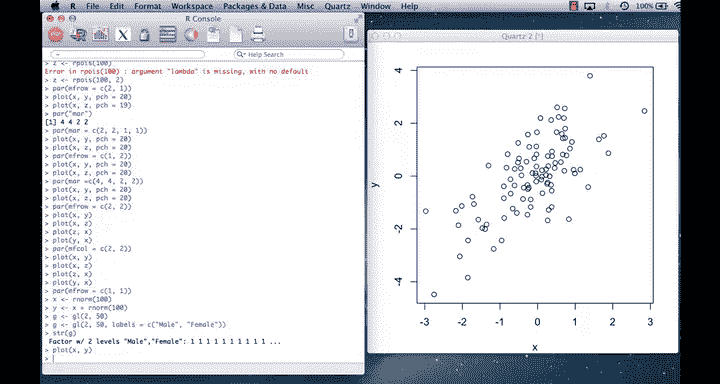 R File Edit Format Workspace Packages & Data Misc Quartz Window Help 100%
R Console
Help Search
> z <- rpois(100)
Error in rpois(100) : argument "lambda" is missing, with no default
> z <- rpois(100, 2)
> par(mfrow = c(2, 1))
> plot(x, y, pch = 20)
> plot(x, z, pch = 19)
> par("mar")
[1] 4 4 2 2
> par(mar = c(2, 2, 1, 1))
> plot(x, y, pch = 20)
> plot(x, z, pch = 20)
> par(mfrow = c(1, 2))
> plot(x, y, pch = 20)
> plot(x, z, pch = 20)
> par(mar =c(4, 4, 2, 2))
> plot(x, y, pch = 20)
> plot(x, z, pch = 20)
> par(mfrow = c(2, 2))
> plot(x, y)
> plot(x, z)
> plot(z, x)
> plot(y, x)
> par(mfcol = c(2, 2))
> plot(x, y)
> plot(x, z)
> plot(z, x)
> plot(y, x)
> par(mfrow = c(1, 1))
> x <- rnorm(100)
> y <- x + rnorm(100)
> g <- gl(2, 50)
> g <- gl(2, 50, labels = c("Male", "Female"))
> str(g)
Factor w/ 2 levels "Male","Female": 1 1 1 1 1 1 1 1 1 1 ...
> plot(x, y)
>
Quartz 2 [*]
4
2
0
-2
-4
y
-3 -2 -1 0 1 2 3
x